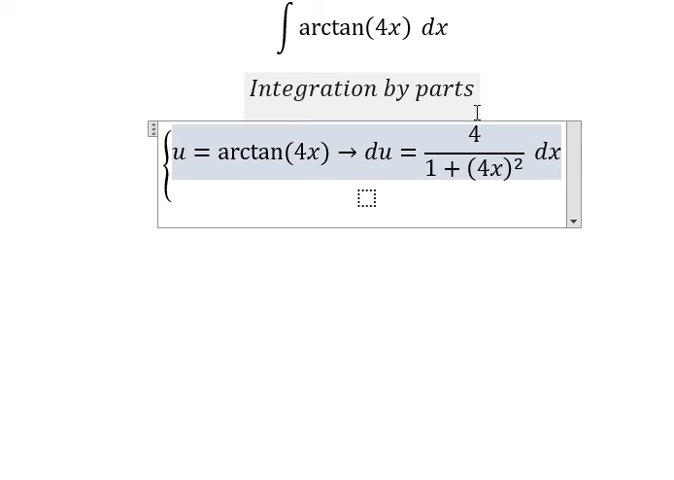 ∫ arctan(4x) dx
Integration by parts
{u = arctan(4x) → du = 4/(1 + (4x)²) dx